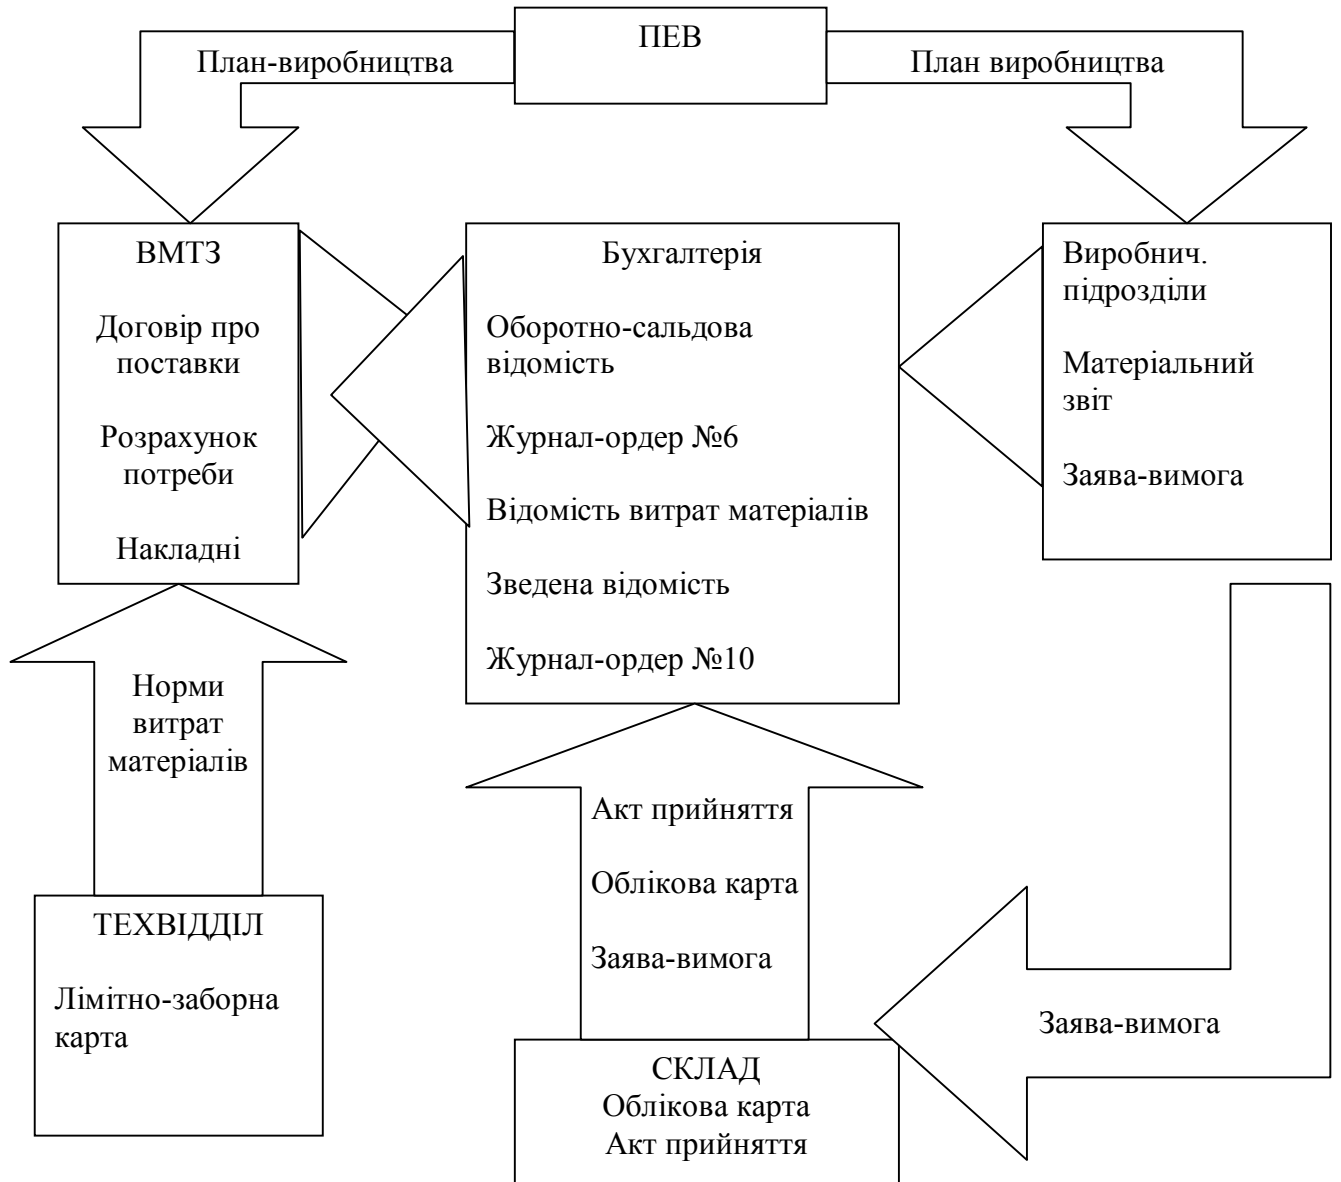 ПЕВ
План-виробництва
План виробництва
ВМТЗ
Договір про
поставки
Розрахунок
потреби
Накладні
Бухгалтерія
Оборотно-сальдова
відомість
Журнал-ордер №6
Відомість витрат матеріалів
Зведена відомість
Журнал-ордер №10
Виробнич.
підрозділи
Матеріальний
звіт
Заява-вимога
Норми
витрат
матеріалів
Акт прийняття
Облікова карта
Заява-вимога
ТЕХВІДДІЛ
Лімітно-заборна
карта
Заява-вимога
СКЛАД
Облікова карта
Акт прийняття